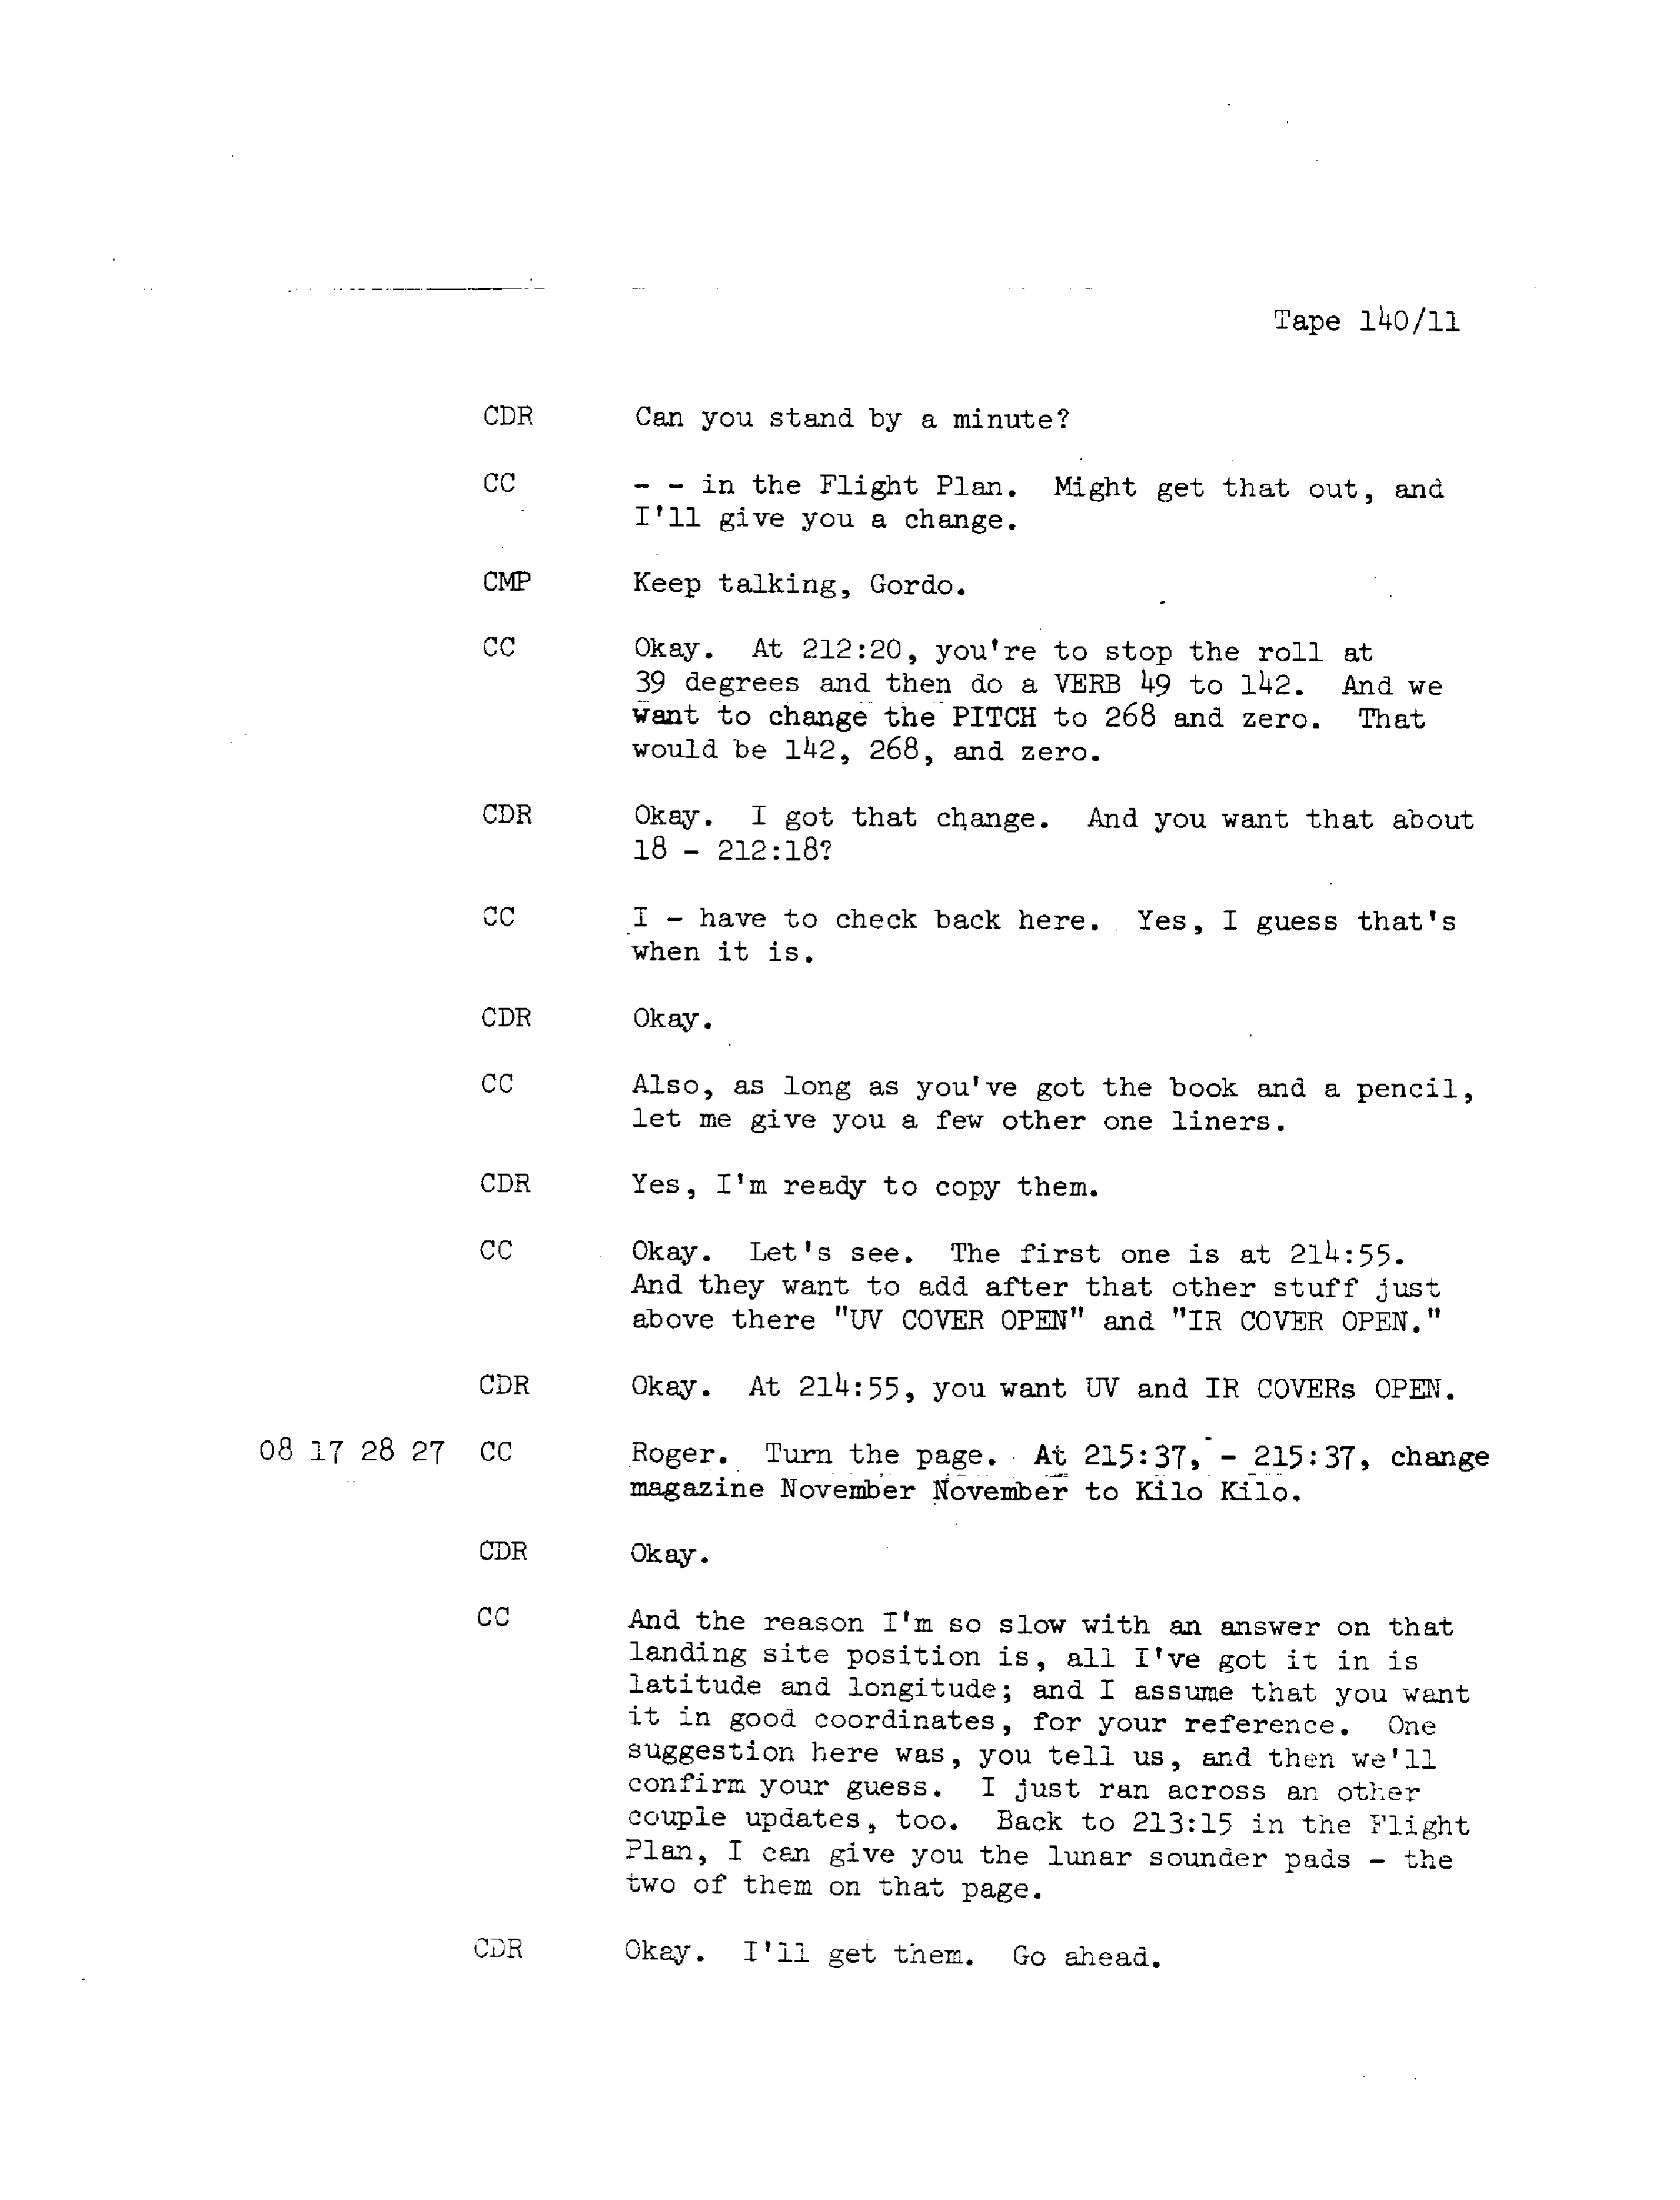 Tape 140/11
CDR Can you stand by a minute?
CC - - in the Flight Plan. Might get that out, and
I'll give you a change.
CMP Keep talking, Gordo.
CC Okay. At 212:20, you're to stop the roll at
39 degrees and then do a VERB 49 to 142. And we
want to change the PITCH to 268 and zero. That
would be 142, 268, and zero.
CDR Okay. I got that change. And you want that about
18 - 212:18?
CC I - have to check back here. Yes, I guess that's
when it is.
CDR Okay.
CC Also, as long as you've got the book and a pencil,
let me give you a few other one liners.
CDR Yes, I'm ready to copy them.
CC Okay. Let's see. The first one is at 214:55.
And they want to add after that other stuff just
above there "UV COVER OPEN" and "IR COVER OPEN."
CDR Okay. At 214:55, you want UV and IR COVERs OPEN.
08 17 28 27 CC Roger. Turn the page. At 215:37, - 215:37, change
magazine November November to Kilo Kilo.
CDR Okay.
CC And the reason I'm so slow with an answer on that
landing site position is, all I've got it in is
latitude and longitude; and I assume that you want
it in good coordinates, for your reference. One
suggestion here was, you tell us, and then we'll
confirm your guess. I just ran across an other
couple updates, too. Back to 213:15 in the Flight
Plan, I can give you the lunar sounder pads - the
two of them on that page.
CDR Okay. I'll get them. Go ahead.